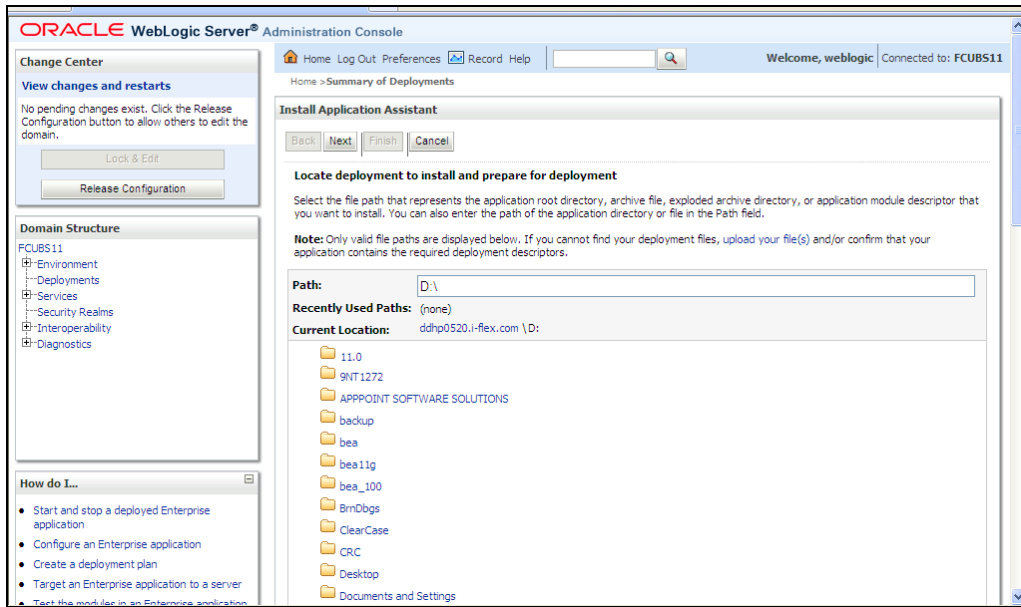 ORACLE WebLogic Server® Administration Console
Change Center
View changes and restarts
No pending changes exist. Click the Release
Configuration button to allow others to edit the
domain.
Lock & Edit
Release Configuration
Domain Structure
FCUBS11
Environment
Deployments
Services
Security Realms
Interoperability
Diagnostics
How do I...
Start and stop a deployed Enterprise
application
Configure an Enterprise application
Create a deployment plan
Target an Enterprise application to a server
Test the modules in an Enterprise application
Home Log Out Preferences Record Help
Welcome, weblogic Connected to: FCUBS11
Home >Summary of Deployments
Install Application Assistant
Back Next Finish Cancel
Locate deployment to install and prepare for deployment
Select the file path that represents the application root directory, archive file, exploded archive directory, or application module descriptor that
you want to install. You can also enter the path of the application directory or file in the Path field.
Note: Only valid file paths are displayed below. If you cannot find your deployment files, upload your file(s) and/or confirm that your
application contains the required deployment descriptors.
Path: D:\
Recently Used Paths: (none)
Current Location: ddhp0520.i-flex.com \D:
11.0
9NT1272
APPPOINT SOFTWARE SOLUTIONS
backup
bea
bea11g
bea_100
BrnDbgs
ClearCase
CRC
Desktop
Documents and Settings